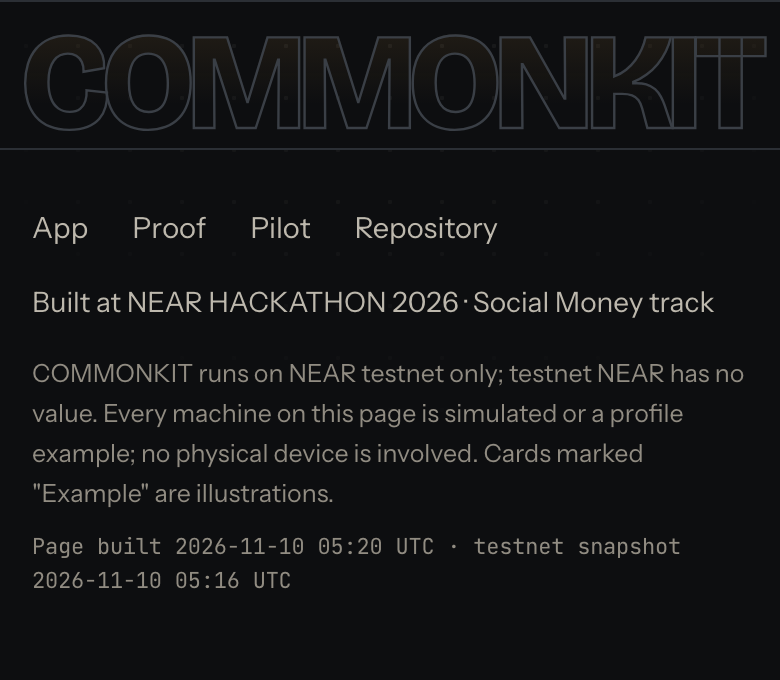 COMMONKIT
App Proof Pilot Repository
Built at NEAR HACKATHON 2026 · Social Money track
COMMONKIT runs on NEAR testnet only; testnet NEAR has no
value. Every machine on this page is simulated or a profile
example; no physical device is involved. Cards marked
"Example" are illustrations.
Page built 2026-11-10 05:20 UTC · testnet snapshot
2026-11-10 05:16 UTC